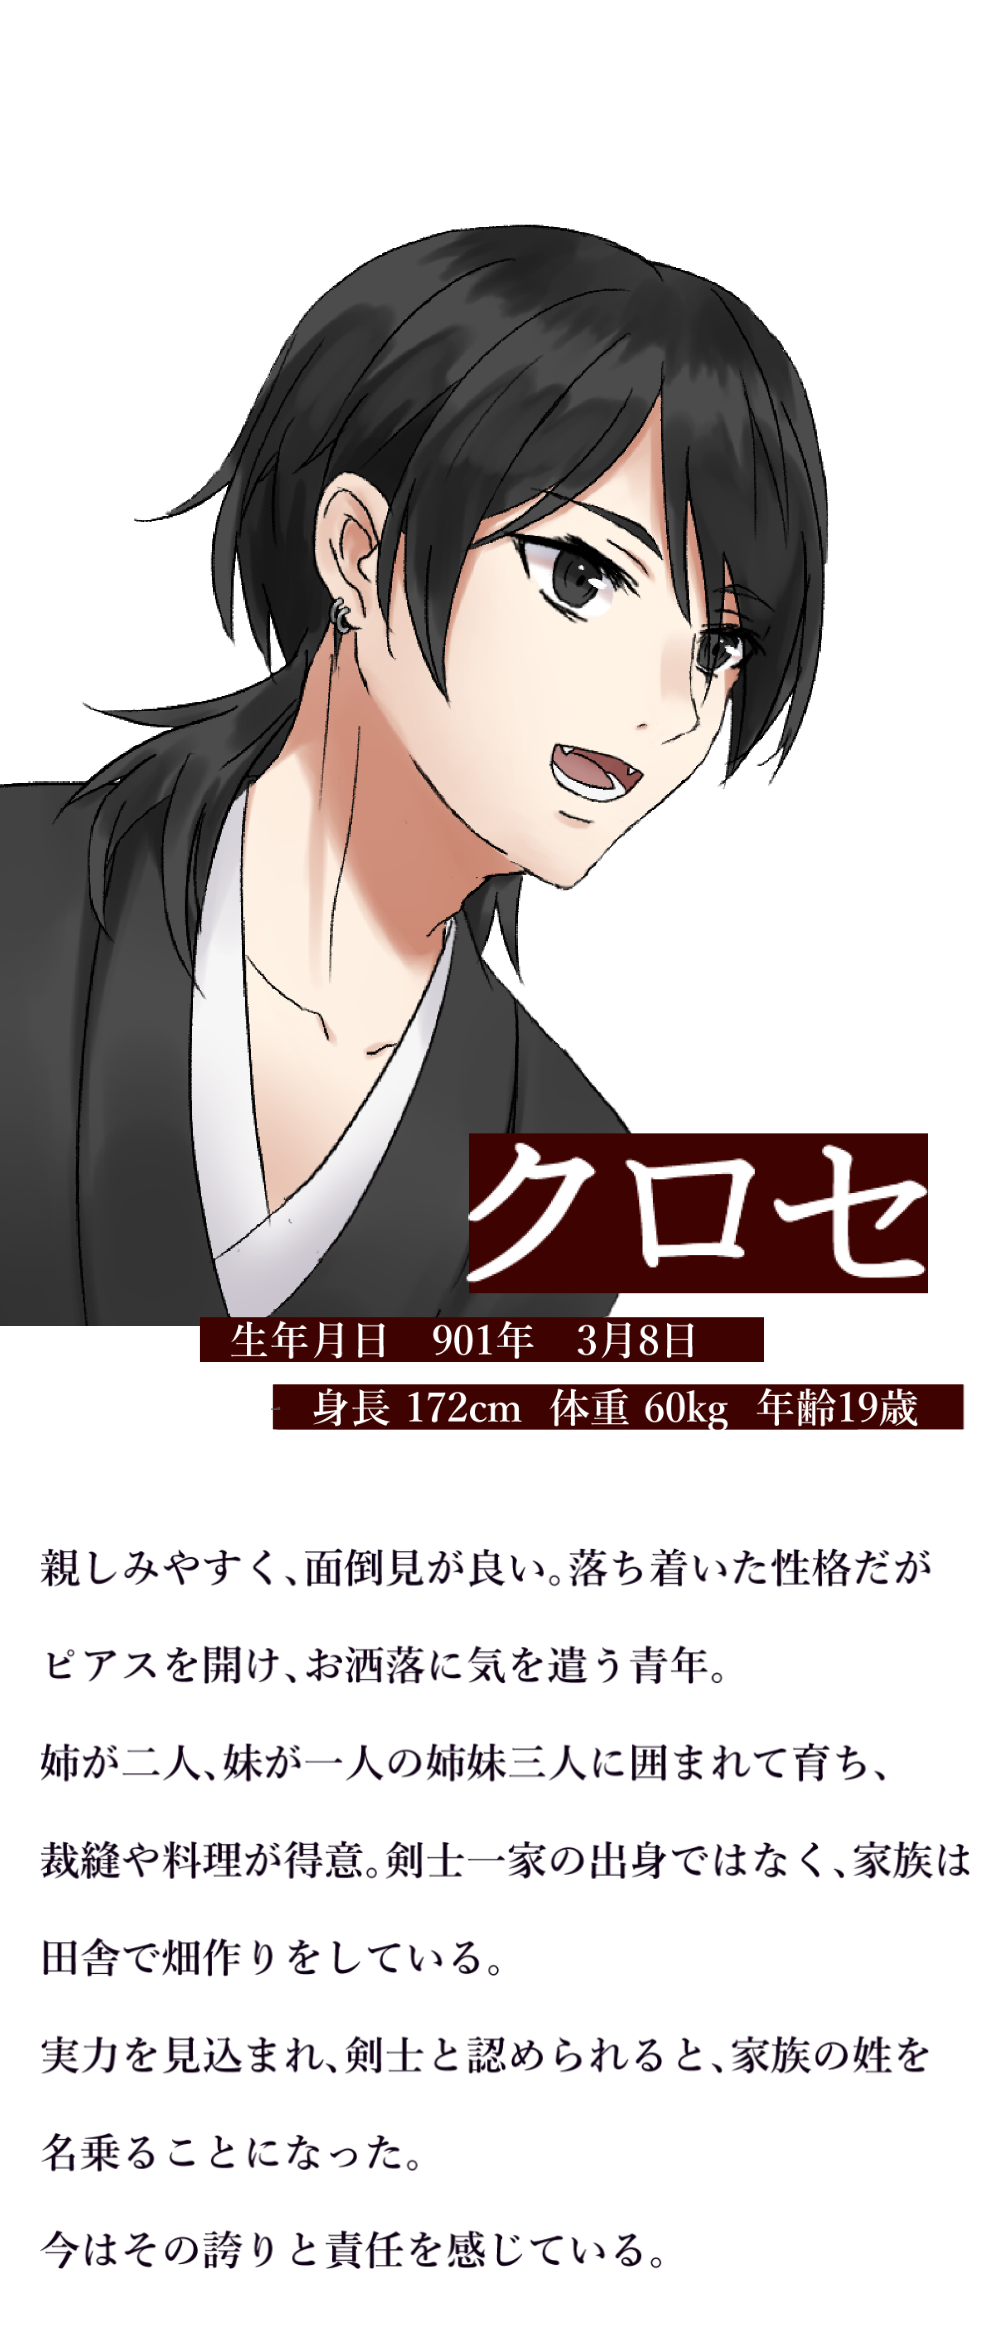 クロセ
生年月日　901年　3月8日
身長 172cm  体重 60kg  年齢19歳
親しみやすく、面倒見が良い。落ち着いた性格だが
ピアスを開け、お洒落に気を遣う青年。
姉が二人、妹が一人の姉妹三人に囲まれて育ち、
裁縫や料理が得意。剣士一家の出身ではなく、家族は
田舎で畑作りをしている。
実力を見込まれ、剣士と認められると、家族の姓を
名乗ることになった。
今はその誇りと責任を感じている。